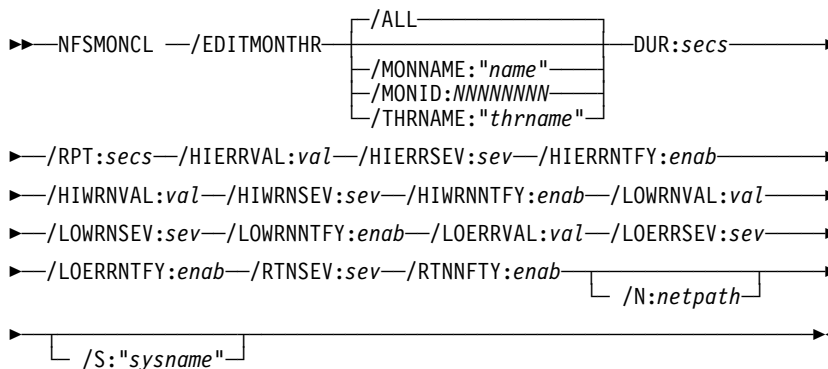 /ALL
NFSMONCL /EDITMONTHR DUR:secs
/MONNAME:"name"
/MONID:NNNNNNNN
/THRNAME:"thrname"
/RPT:secs /HIERRVAL:val /HIERRSEV:sev /HIERRNTFY:enab
/HIWRNVAL:val /HIWRNSEV:sev /HIWRNNTFY:enab /LOWRNVAL:val
/LOWRNSEV:sev /LOWRNNTFY:enab /LOERRVAL:val /LOERRSEV:sev
/LOERRNTFY:enab /RTNSEV:sev /RTNNFTY:enab
/N:netpath
/S:"sysname"